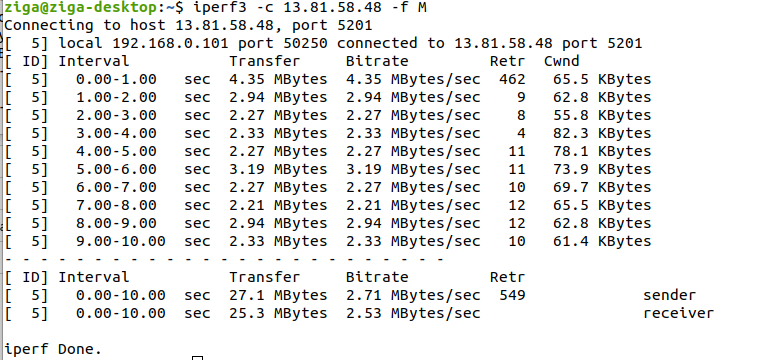 ziga@ziga-desktop:~$ iperf3 -c 13.81.58.48 -f M
Connecting to host 13.81.58.48, port 5201
[  5] local 192.168.0.101 port 50250 connected to 13.81.58.48 port 5201
[ ID] Interval           Transfer     Bitrate         Retr  Cwnd
[  5]   0.00-1.00   sec  4.35 MBytes  4.35 MBytes/sec  462   65.5 KBytes
[  5]   1.00-2.00   sec  2.94 MBytes  2.94 MBytes/sec    9   62.8 KBytes
[  5]   2.00-3.00   sec  2.27 MBytes  2.27 MBytes/sec    8   55.8 KBytes
[  5]   3.00-4.00   sec  2.33 MBytes  2.33 MBytes/sec    4   82.3 KBytes
[  5]   4.00-5.00   sec  2.27 MBytes  2.27 MBytes/sec   11   78.1 KBytes
[  5]   5.00-6.00   sec  3.19 MBytes  3.19 MBytes/sec   11   73.9 KBytes
[  5]   6.00-7.00   sec  2.27 MBytes  2.27 MBytes/sec   10   69.7 KBytes
[  5]   7.00-8.00   sec  2.21 MBytes  2.21 MBytes/sec   12   65.5 KBytes
[  5]   8.00-9.00   sec  2.94 MBytes  2.94 MBytes/sec   12   62.8 KBytes
[  5]   9.00-10.00  sec  2.33 MBytes  2.33 MBytes/sec   10   61.4 KBytes
- - - - - - - - - - - - - - - - - - - - - - - - -
[ ID] Interval           Transfer     Bitrate         Retr
[  5]   0.00-10.00  sec  27.1 MBytes  2.71 MBytes/sec  549             sender
[  5]   0.00-10.00  sec  25.3 MBytes  2.53 MBytes/sec                  receiver
iperf Done.